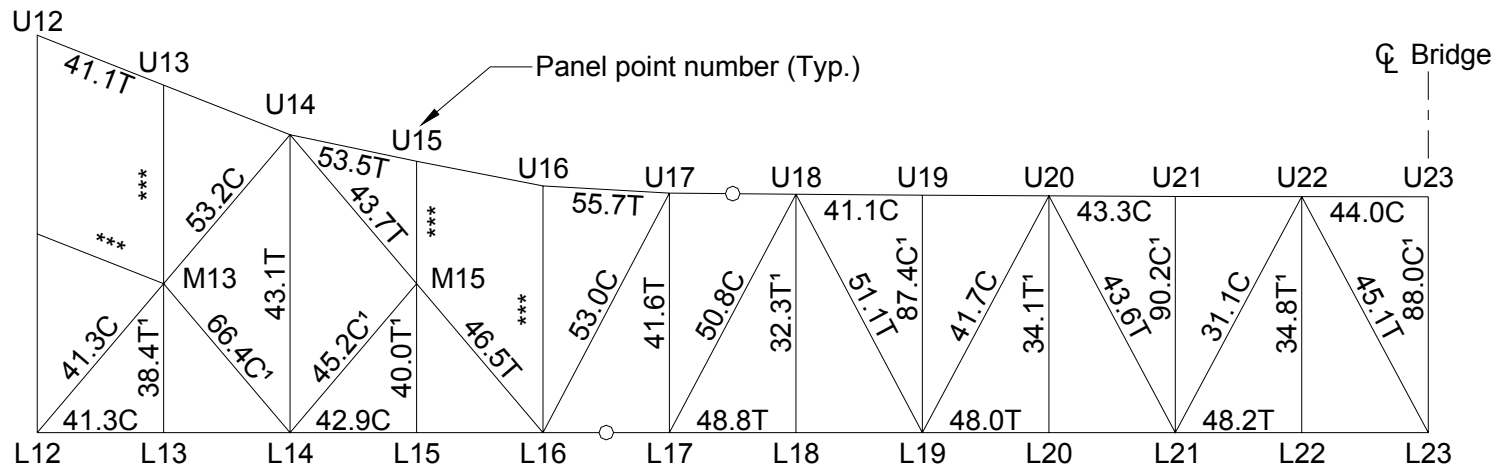 U12
U13
41.1T
U14
Panel point number (Typ.)
℄ Bridge
U15
U16
U17
U18
U19
U20
U21
U22
U23
53.5T
55.7T
41.1C
43.3C
44.0C
***
***
53.2C
43.7T
***
***
M13
M15
43.1T
41.3C
38.4T¹
66.4C¹
45.2C¹
40.0T¹
46.5T
53.0C
41.6T
50.8C
32.3T¹
51.1T
87.4C¹
41.7C
34.1T¹
43.6T
90.2C¹
31.1C
34.8T¹
45.1T
88.0C¹
41.3C
42.9C
48.8T
48.0T
48.2T
L12
L13
L14
L15
L16
L17
L18
L19
L20
L21
L22
L23